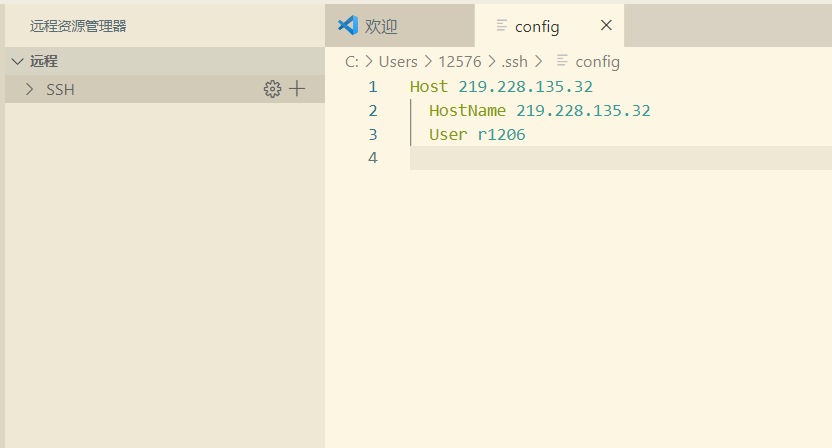 远程资源管理器
远程
SSH
欢迎
config
C: > Users > 12576 > .ssh > config
1 Host 219.228.135.32
2 HostName 219.228.135.32
3 User r1206
4